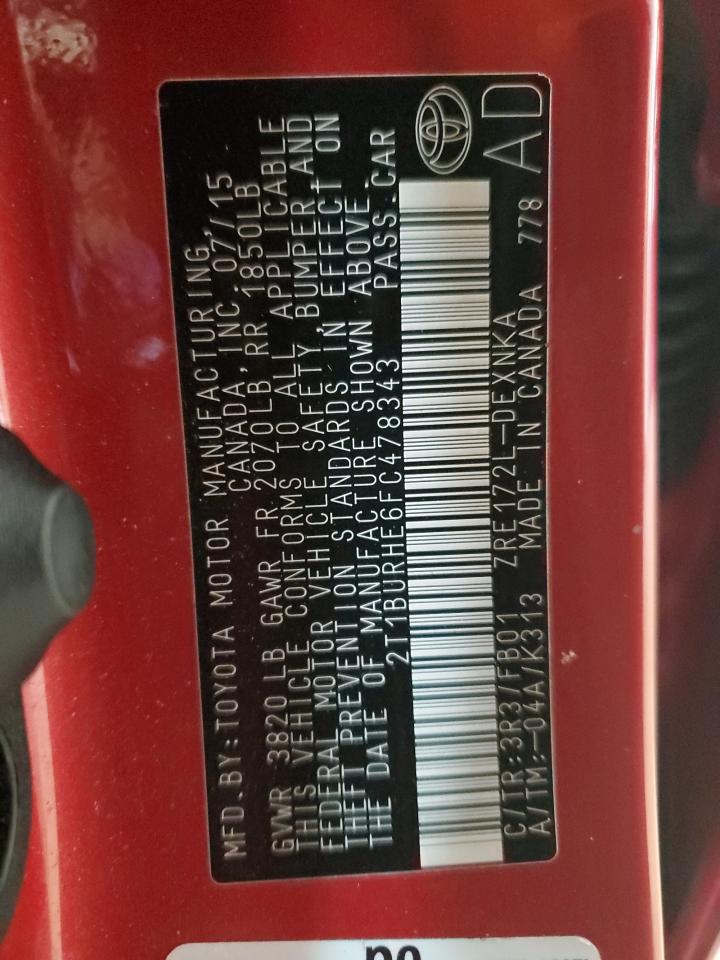 MFD.BY:TOYOTA MOTOR MANUFACTURING
CANADA,INC. 07/15
GVWR 3820 LB GAWR FR 2070LB,RR 1850LB
THIS VEHICLE CONFORMS TO ALL APPLICABLE
FEDERAL MOTOR VEHICLE SAFETY,BUMPER,AND
THEFT PREVENTION STANDARDS IN EFFECT ON
THE DATE OF MANUFACTURE SHOWN ABOVE.
2T1BURHE6FC478343 PASS.CAR
C/TR:3R3/FB01 ZRE172L-DEXNKA
A/TM:-04A/K313 MADE IN CANADA 778
AD